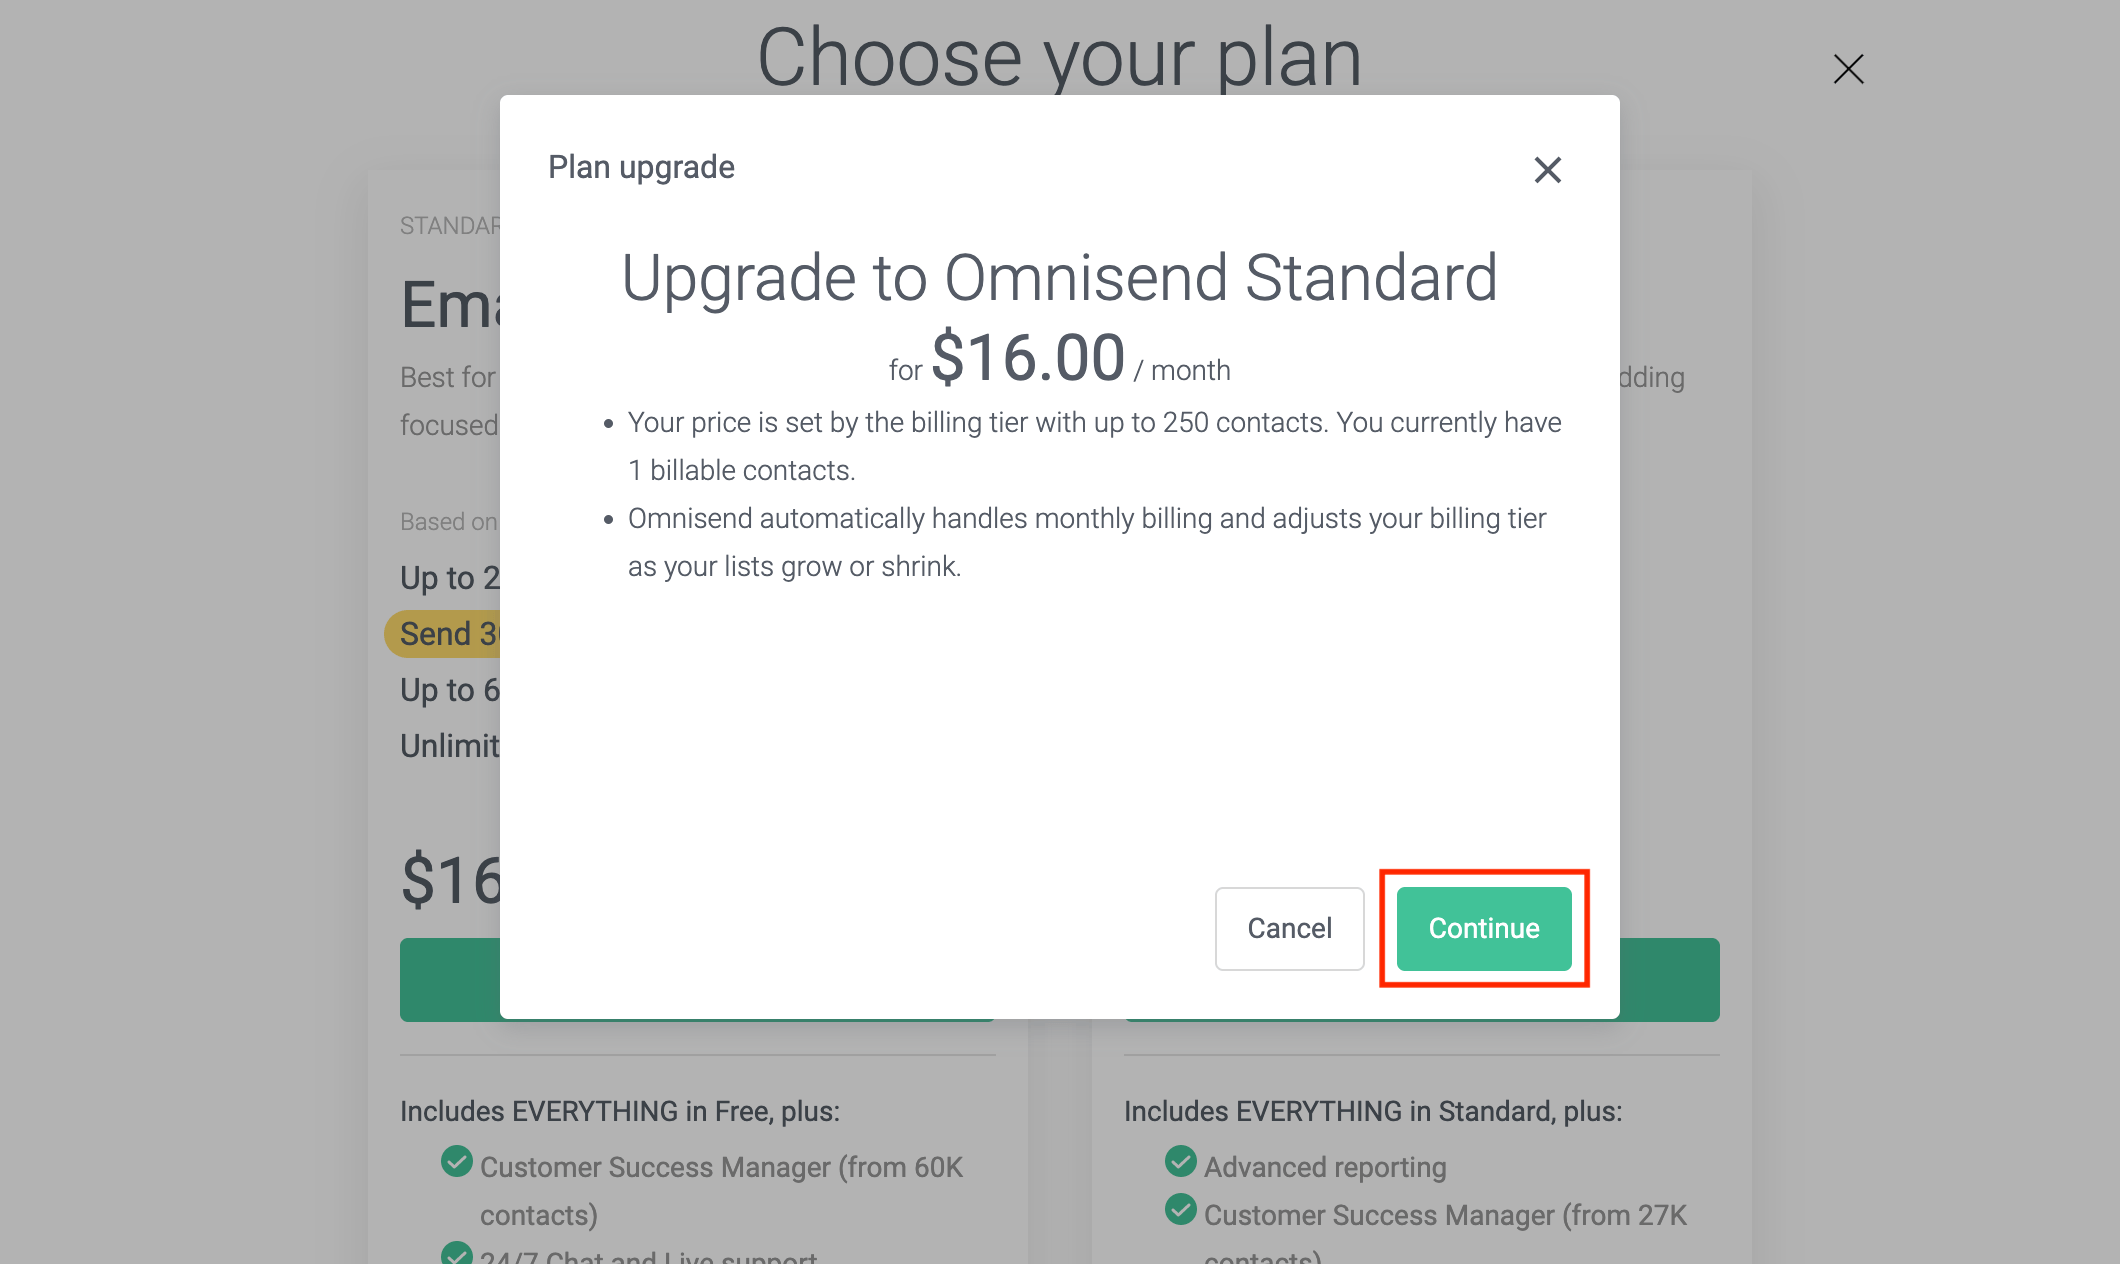 Choose your plan
Plan upgrade
Upgrade to Omnisend Standard
for $16.00 / month
• Your price is set by the billing tier with up to 250 contacts. You currently have
1 billable contacts.
• Omnisend automatically handles monthly billing and adjusts your billing tier
as your lists grow or shrink.
Cancel
Continue
Best for
focused
Based on
Up to 2
Send 3
Up to 6
$16
Includes EVERYTHING in Free, plus:
Customer Success Manager (from 60K
contacts)
24/7 Chat and Live support
Includes EVERYTHING in Standard, plus:
Advanced reporting
Customer Success Manager (from 27K
contacts)